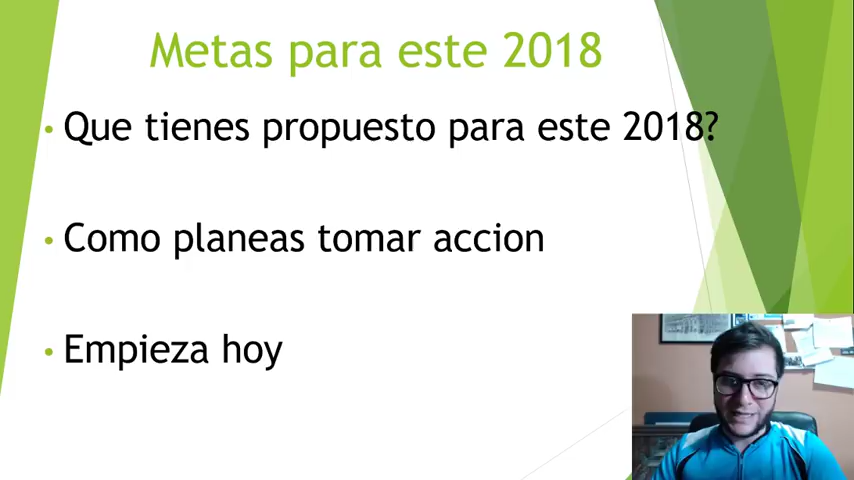 Metas para este 2018
• Que tienes propuesto para este 2018?
• Como planeas tomar accion
• Empieza hoy